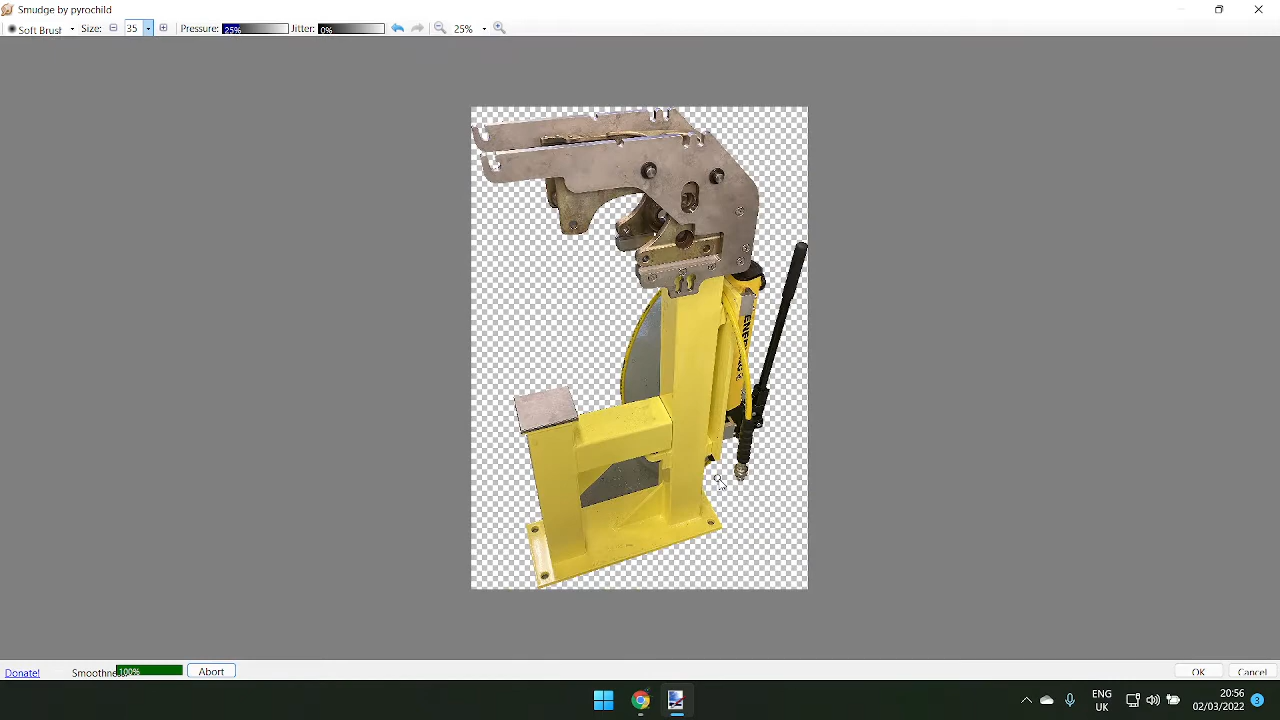 Smudge by pyrochild
Soft Brush Size: 35 Pressure: 25% Jitter: 0% 25%
Donate! Smoothness 100% Abort OK Cancel
ENG
UK
20:56
02/03/2022
3